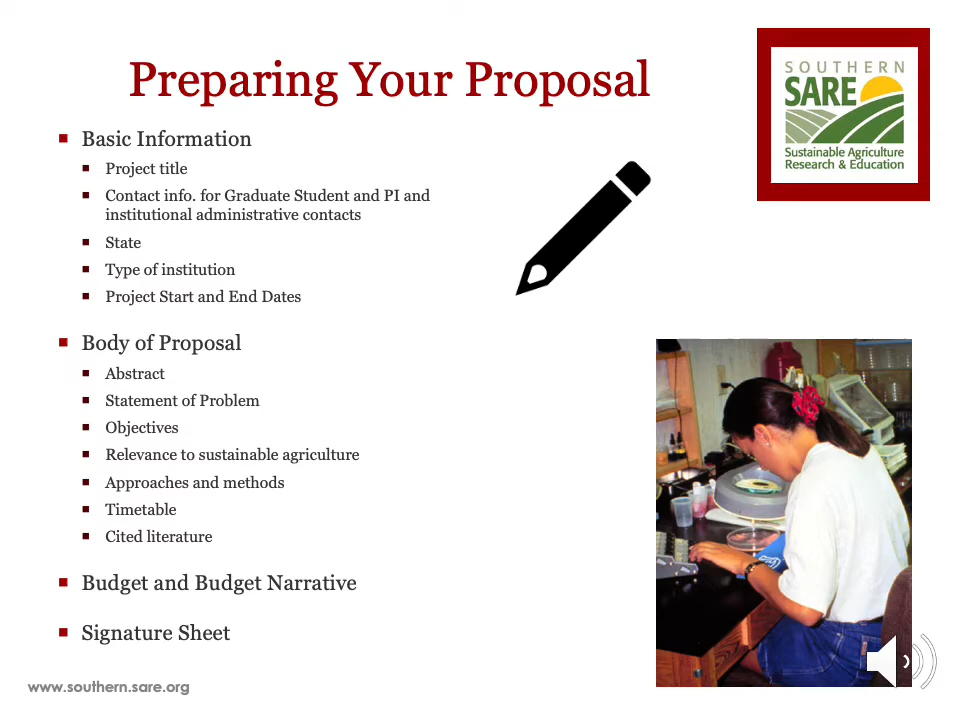 Preparing Your Proposal
SOUTHERN
SARE
Sustainable Agriculture
Research & Education
Basic Information
Project title
Contact info. for Graduate Student and PI and
institutional administrative contacts
State
Type of institution
Project Start and End Dates
Body of Proposal
Abstract
Statement of Problem
Objectives
Relevance to sustainable agriculture
Approaches and methods
Timetable
Cited literature
Budget and Budget Narrative
Signature Sheet
www.southern.sare.org